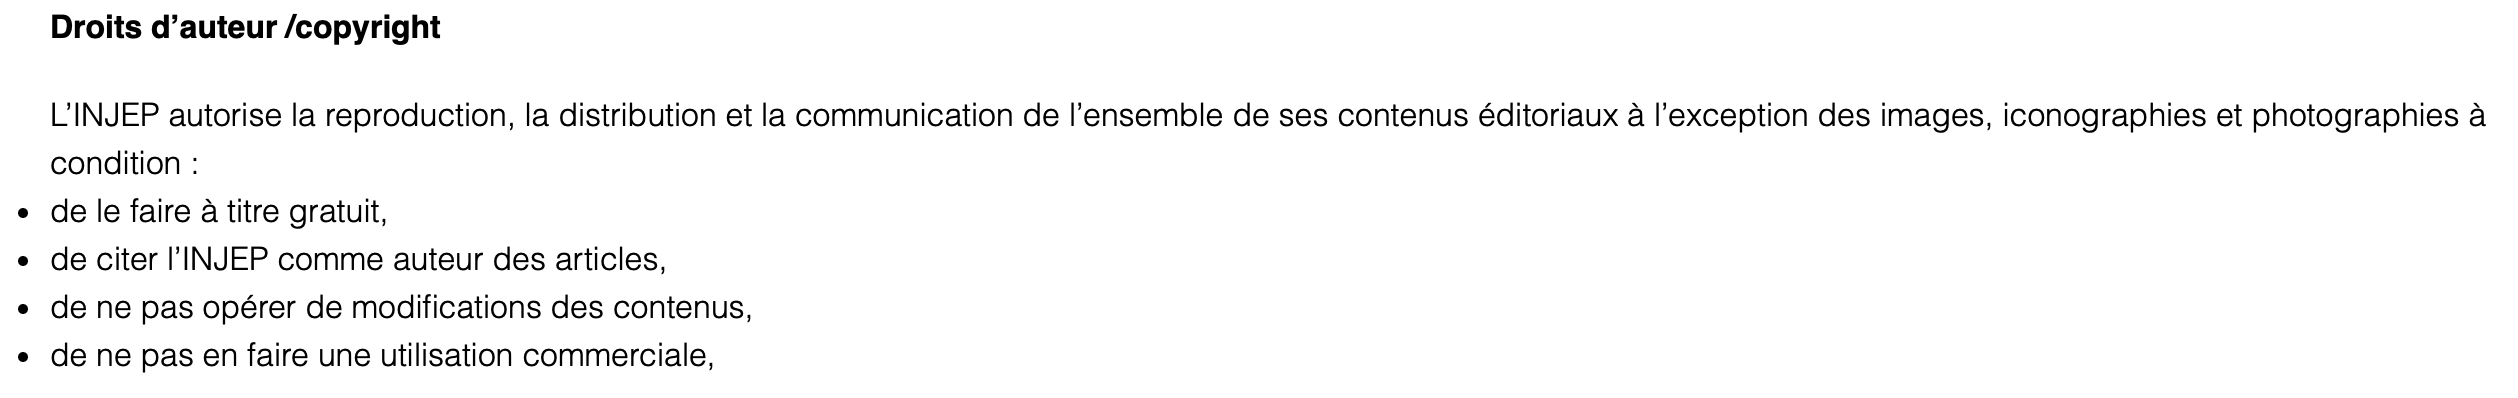 Droits d’auteur /copyright
L’INJEP autorise la reproduction, la distribution et la communication de l’ensemble de ses contenus éditoriaux à l’exception des images, iconographies et photographies à
condition :
• de le faire à titre gratuit,
• de citer l’INJEP comme auteur des articles,
• de ne pas opérer de modifications des contenus,
• de ne pas en faire une utilisation commerciale,